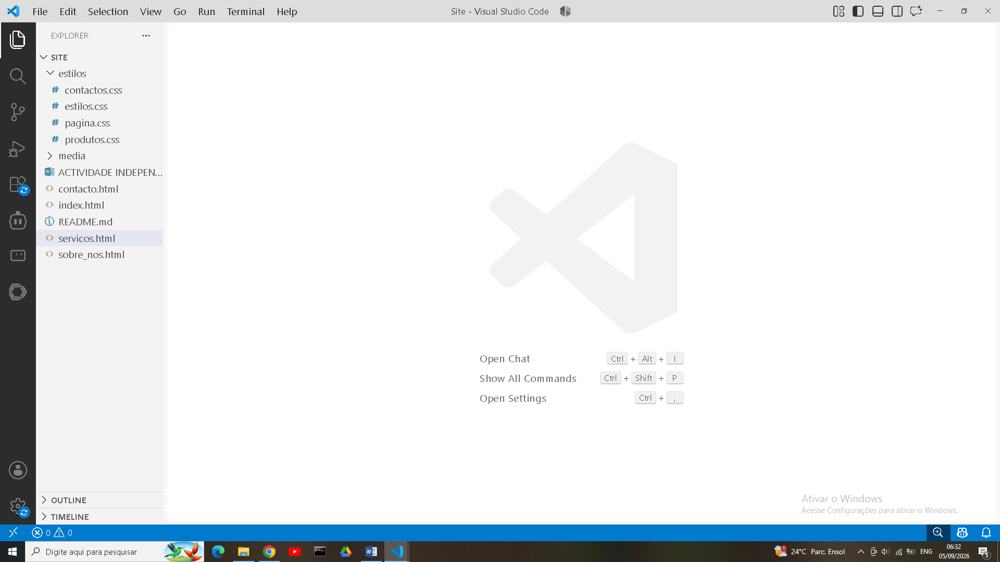 File Edit Selection View Go Run Terminal Help
Site - Visual Studio Code
EXPLORER
SITE
estilos
# contactos.css
# estilos.css
# pagina.css
# produtos.css
media
ACTIVIDADE INDEPEN...
<> contacto.html
<> index.html
README.md
<> servicos.html
<> sobre_nos.html
Open Chat Ctrl + Alt + I
Show All Commands Ctrl + Shift + P
Open Settings Ctrl + ,
OUTLINE
TIMELINE
Ativar o Windows
Acesse Configurações para ativar o Windows.
0 0
Digite aqui para pesquisar
1 24°C Parc. Ensol
ENG
06:32
05/09/2026
5